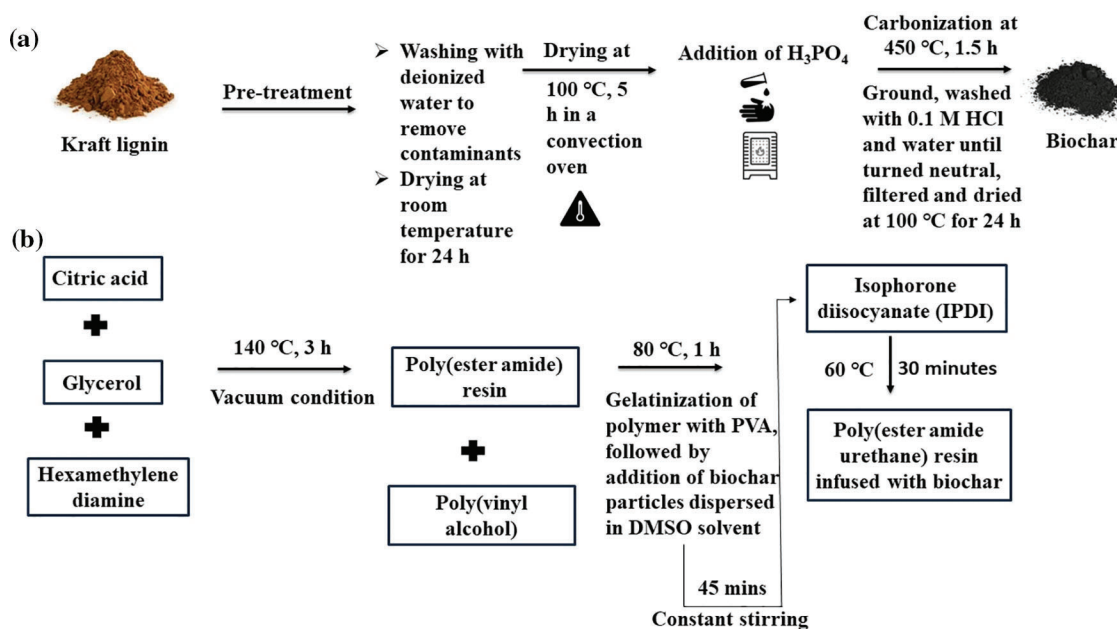 (a)
Kraft lignin
Pre-treatment
➢ Washing with
deionized
water to
remove
contaminants
➢ Drying at
room
temperature
for 24 h
Drying at
100 °C, 5
h in a
convection
oven
Addition of H₃PO₄
Carbonization at
450 °C, 1.5 h
Ground, washed
with 0.1 M HCl
and water until
turned neutral,
filtered and dried
at 100 °C for 24 h
Biochar
(b)
Citric acid
Glycerol
Hexamethylene
diamine
140 °C, 3 h
Vacuum condition
Poly(ester amide)
resin
Poly(vinyl
alcohol)
80 °C, 1 h
Gelatinization of
polymer with PVA,
followed by
addition of biochar
particles dispersed
in DMSO solvent
45 mins
Constant stirring
Isophorone
diisocyanate (IPDI)
60 °C
30 minutes
Poly(ester amide
urethane) resin
infused with biochar